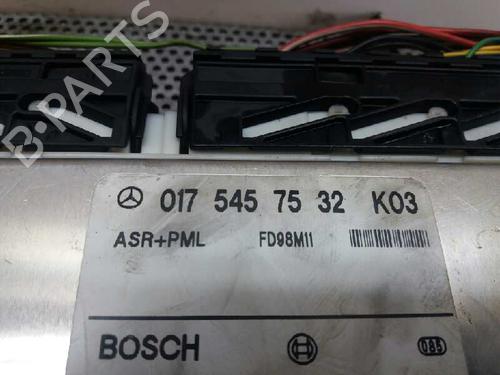 017 545 75 32 K03
ASR+PML FD98M11
BOSCH 085
B-PARTS